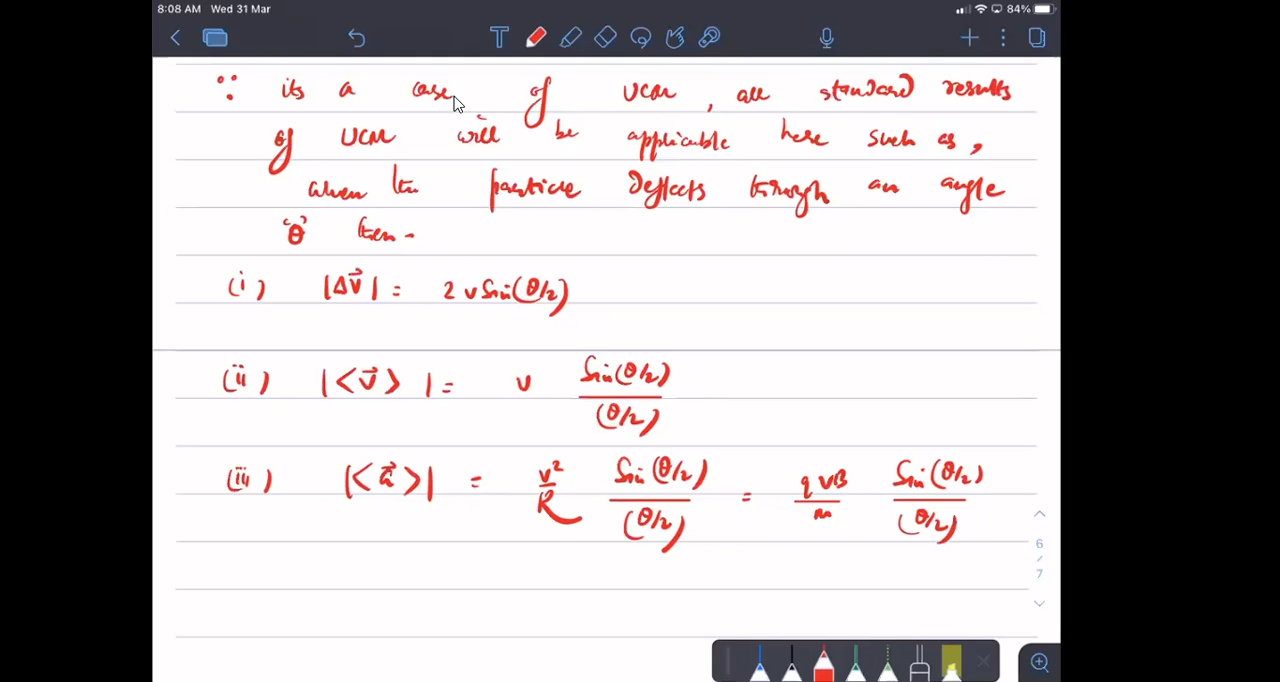 8:08 AM Wed 31 Mar 84%
∵ its a case of UCM, all standard results
of UCM will be applicable here such as,
when the particle deflects through an angle
'θ' then -
(i) |ΔV⃗| = 2 v Sin(θ/2)
(ii) |<v⃗>| = v Sin(θ/2) / (θ/2)
(iii) |<a⃗>| = v²/R Sin(θ/2) / (θ/2) = qvB/m Sin(θ/2) / (θ/2)
6
/
7